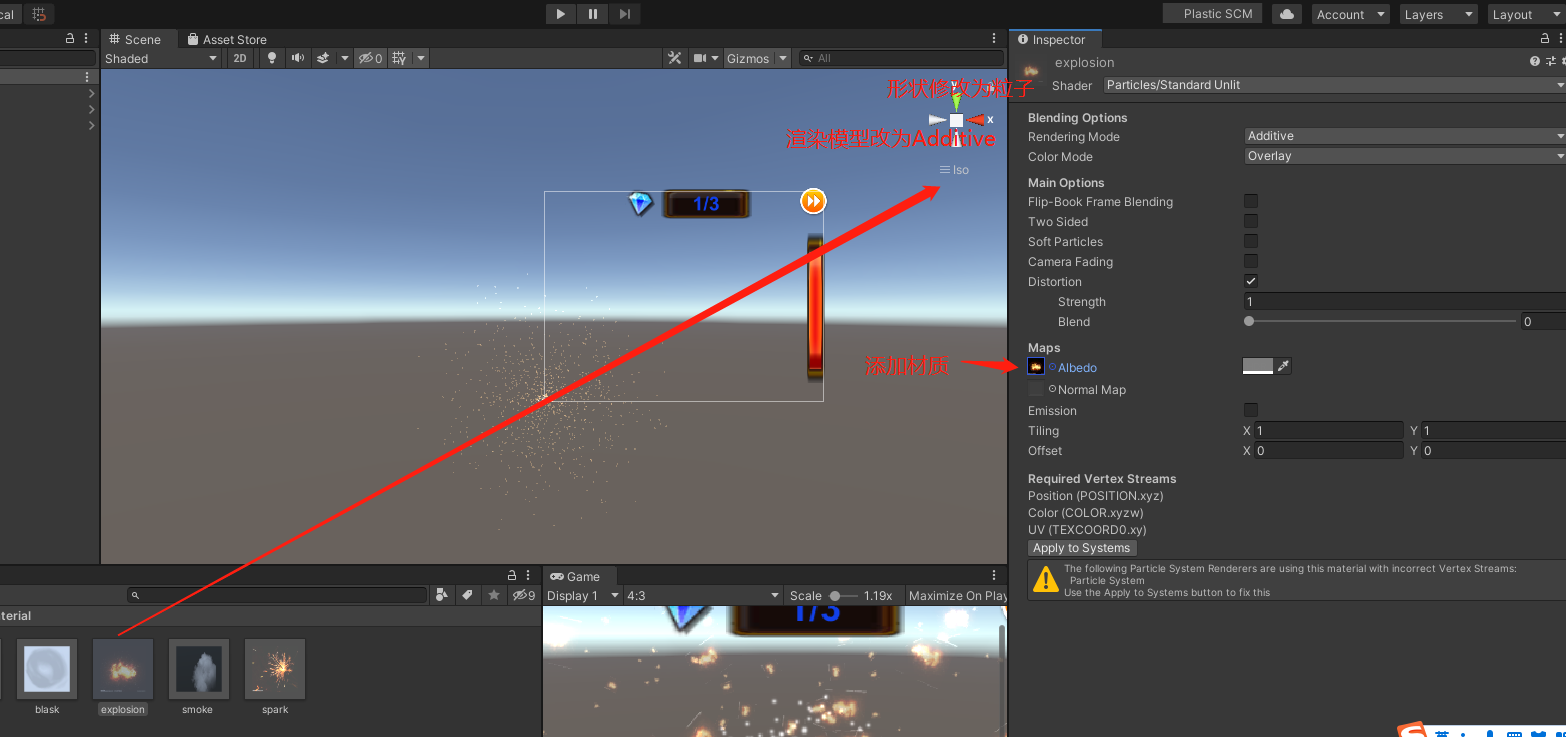 cal
Plastic SCM
Account
Layers
Layout
Scene
Asset Store
Inspector
Shaded
2D
0
Gizmos
All
explosion
Shader
Particles/Standard Unlit
形状修改为粒子
渲染模型改为Additive
x
Iso
1/3
添加材质
Blending Options
Rendering Mode
Additive
Color Mode
Overlay
Main Options
Flip-Book Frame Blending
Two Sided
Soft Particles
Camera Fading
Distortion
Strength
1
Blend
0
Maps
Albedo
Normal Map
Emission
Tiling
X 1
Y 1
Offset
X 0
Y 0
Required Vertex Streams
Position (POSITION.xyz)
Color (COLOR.xyzw)
UV (TEXCOORD0.xy)
Apply to Systems
The following Particle System Renderers are using this material with incorrect Vertex Streams:
Particle System
Use the Apply to Systems button to fix this
9
Game
Display 1
4:3
Scale
1.19x
Maximize On Play
1/3
terial
blask
explosion
smoke
spark
英